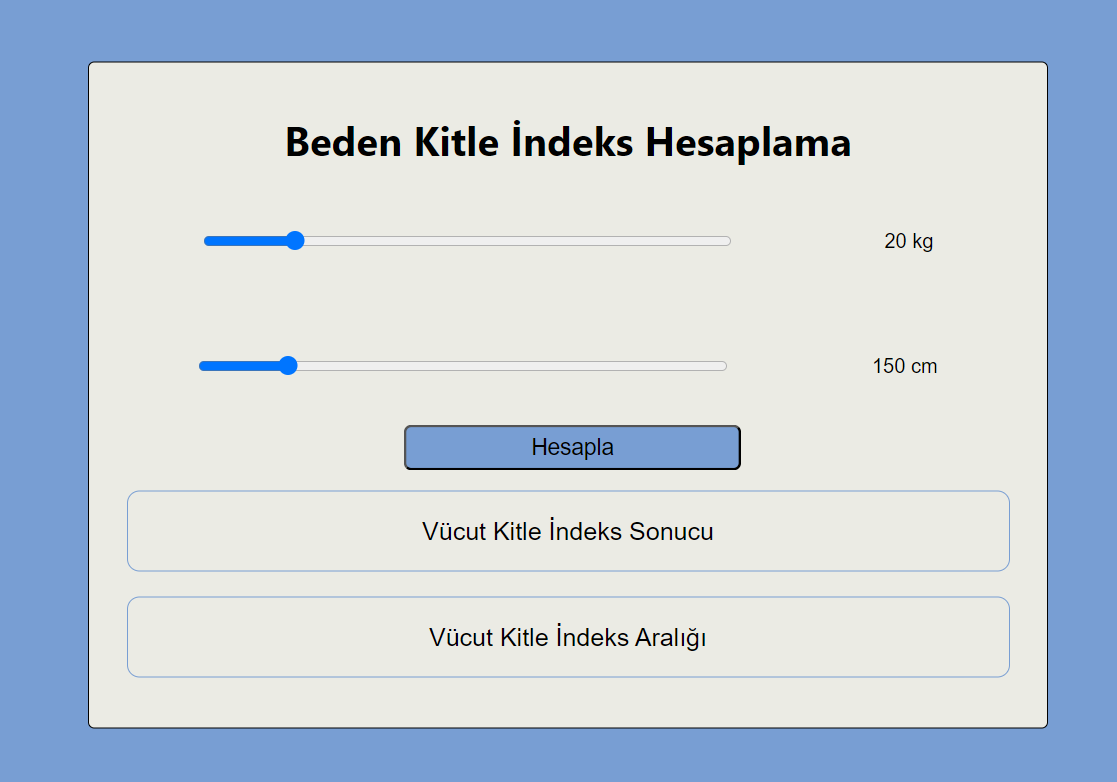 Beden Kitle İndeks Hesaplama
20 kg
150 cm
Hesapla
Vücut Kitle İndeks Sonucu
Vücut Kitle İndeks Aralığı